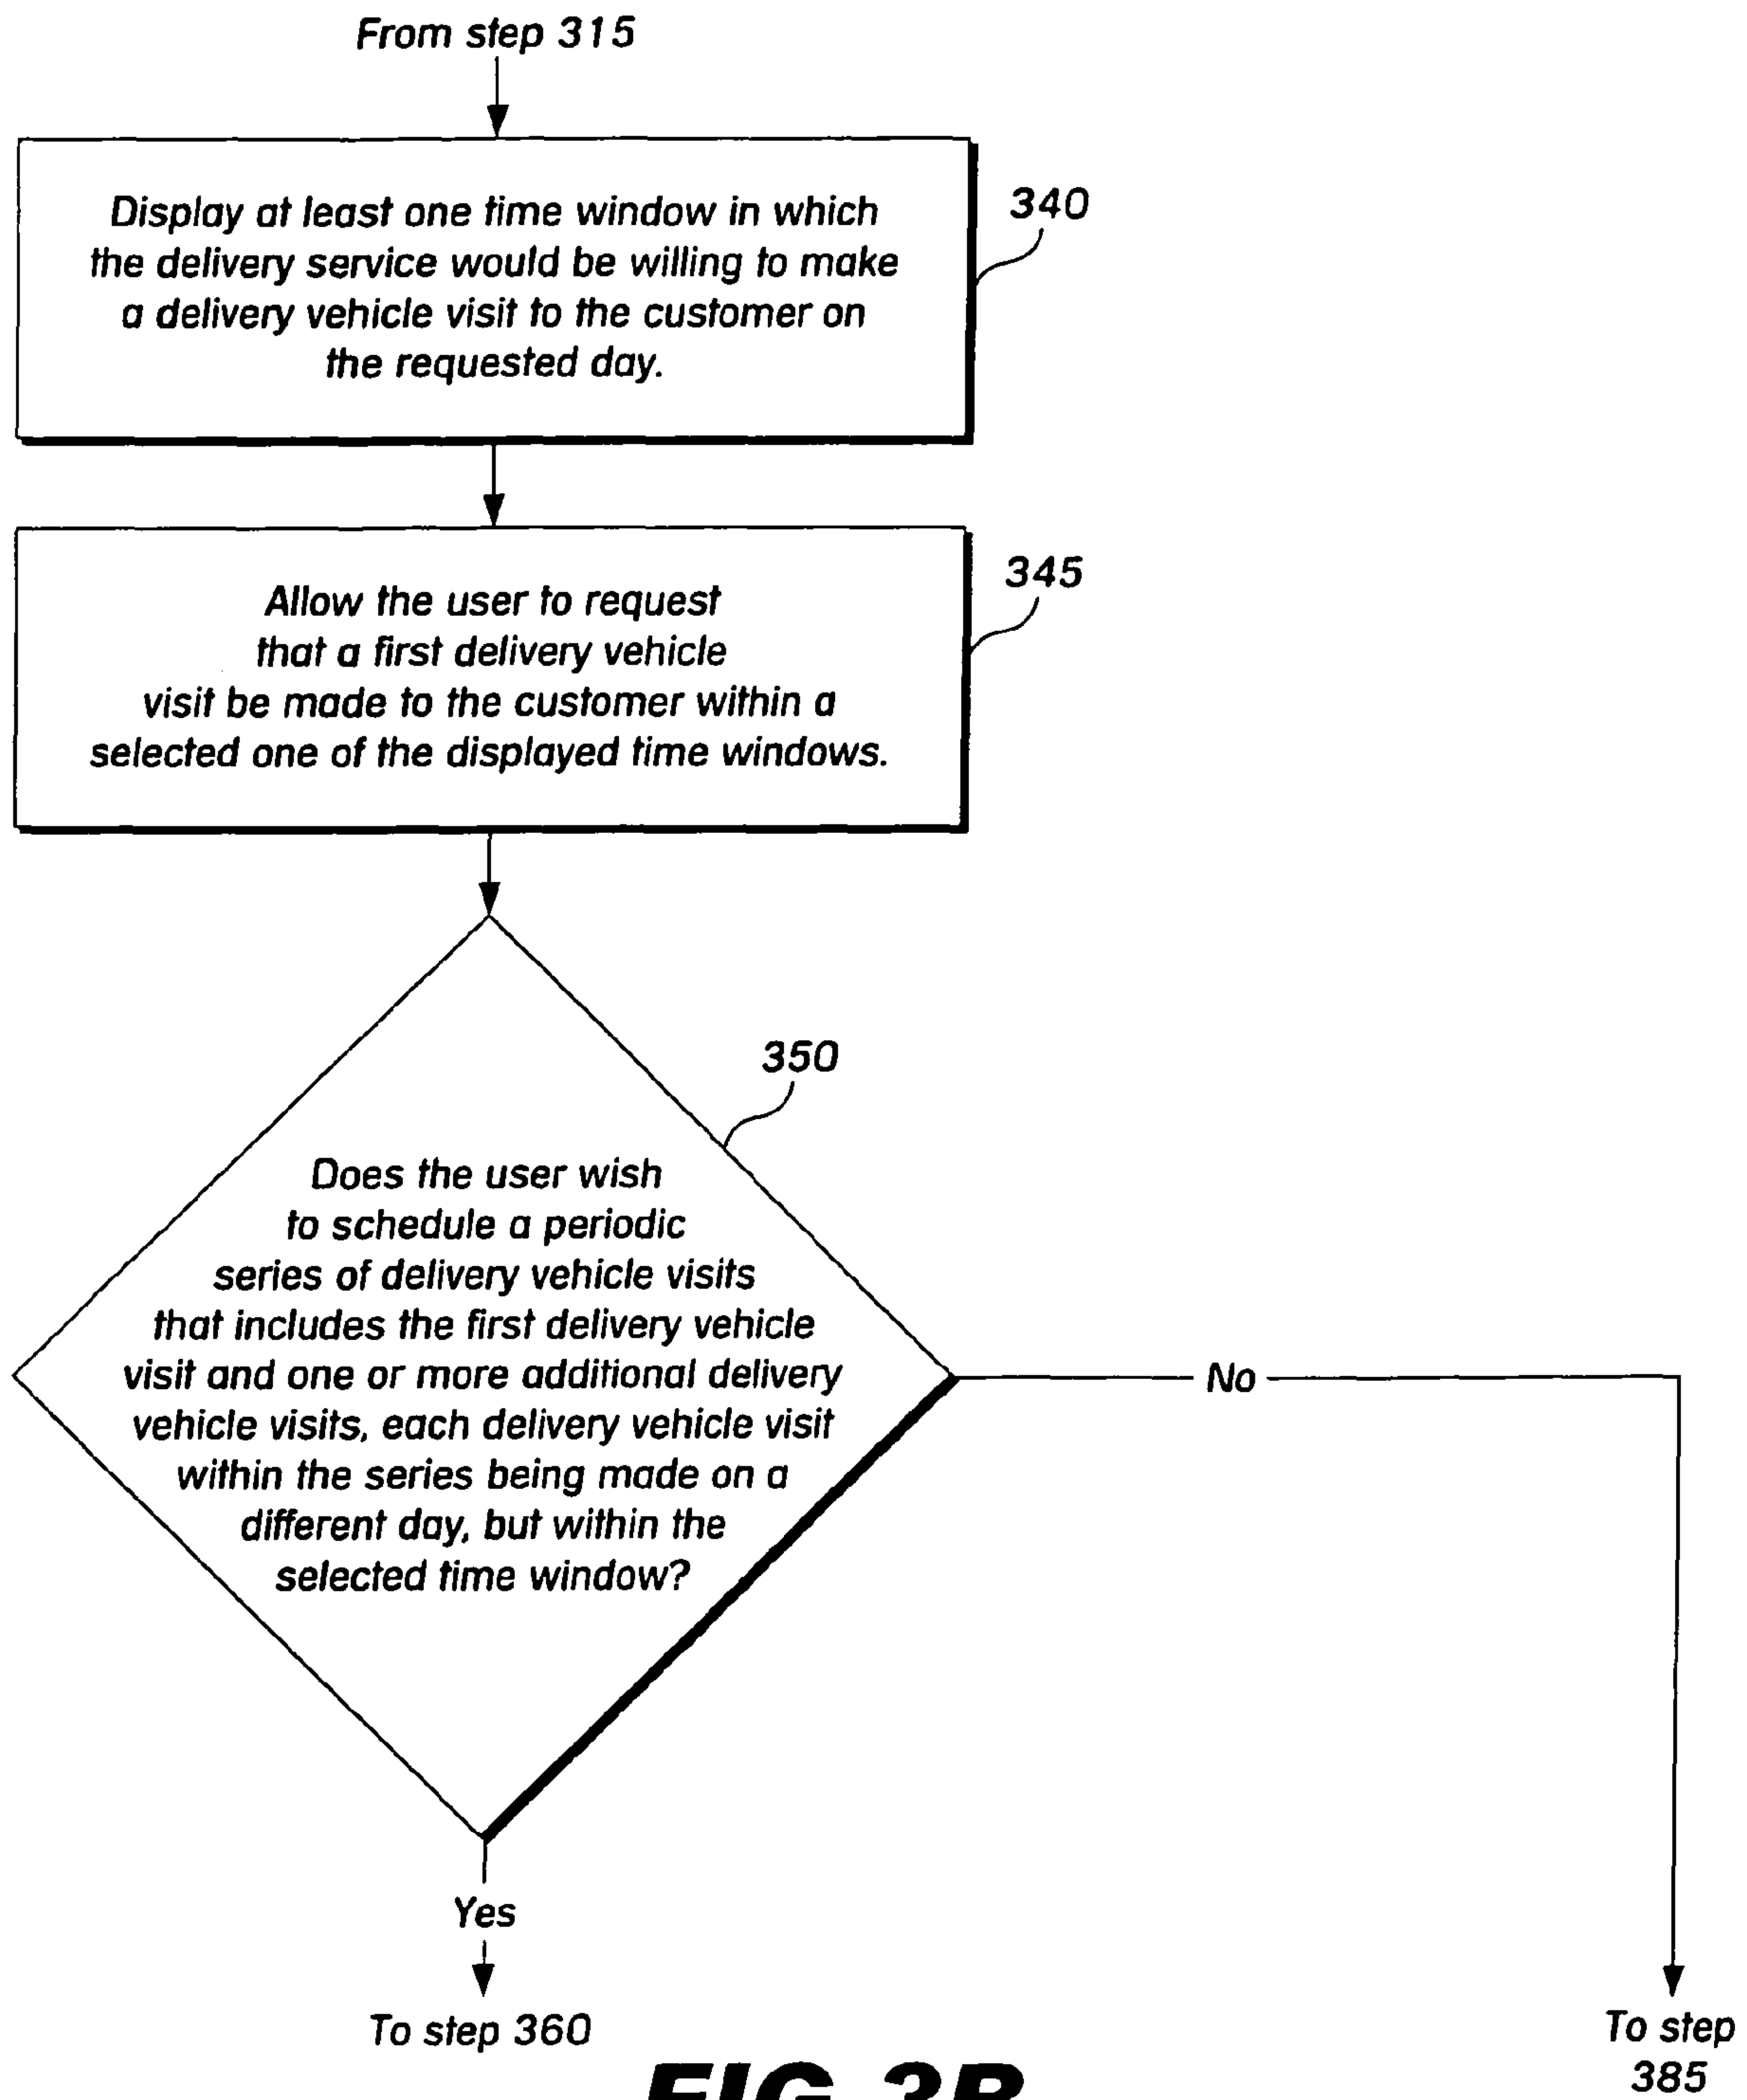 From step 315
Display at least one time window in which
the delivery service would be willing to make
a delivery vehicle visit to the customer on
the requested day.
340
Allow the user to request
that a first delivery vehicle
visit be made to the customer within a
selected one of the displayed time windows.
345
350
Does the user wish
to schedule a periodic
series of delivery vehicle visits
that includes the first delivery vehicle
visit and one or more additional delivery
vehicle visits, each delivery vehicle visit
within the series being made on a
different day, but within the
selected time window?
No
Yes
To step 360
To step
385
FIG 3B